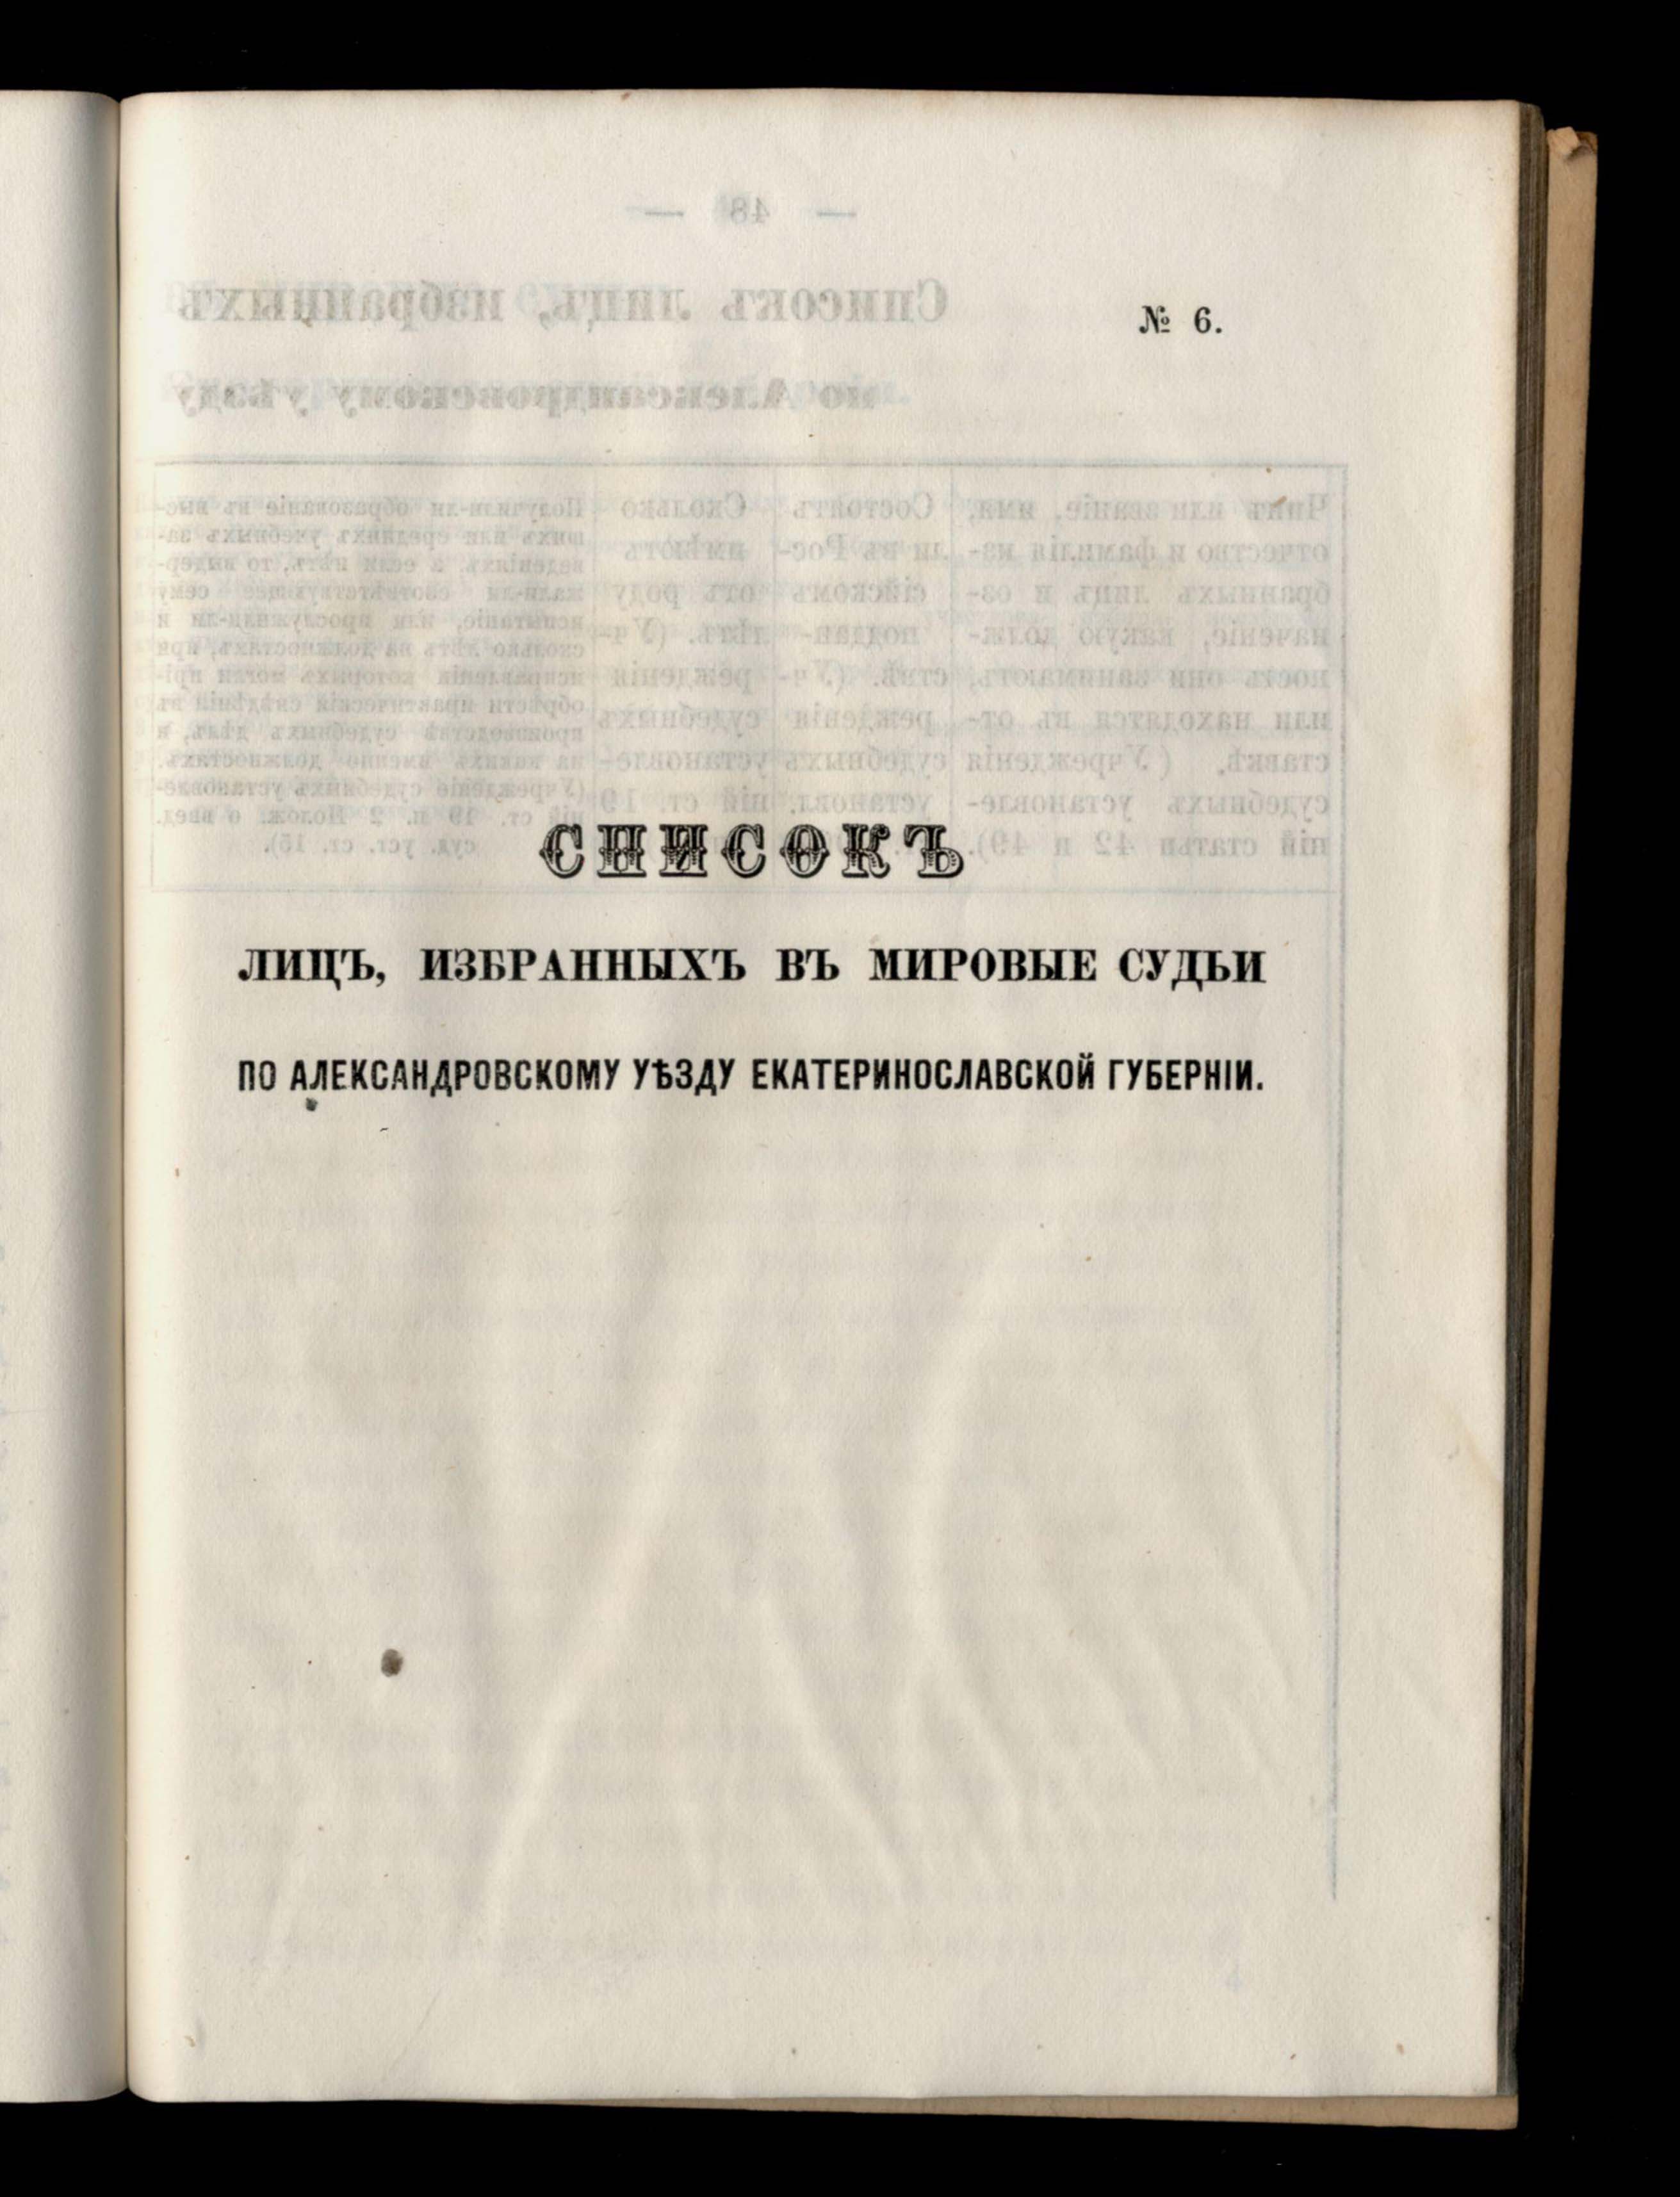 № 6.
СПИСОКЪ
ЛИЦЪ, ИЗБРАННЫХЪ ВЪ МИРОВЫЕ СУДЬИ
ПО АЛЕКСАНДРОВСКОМУ УѢЗДУ ЕКАТЕРИНОСЛАВСКОЙ ГУБЕРНІИ.